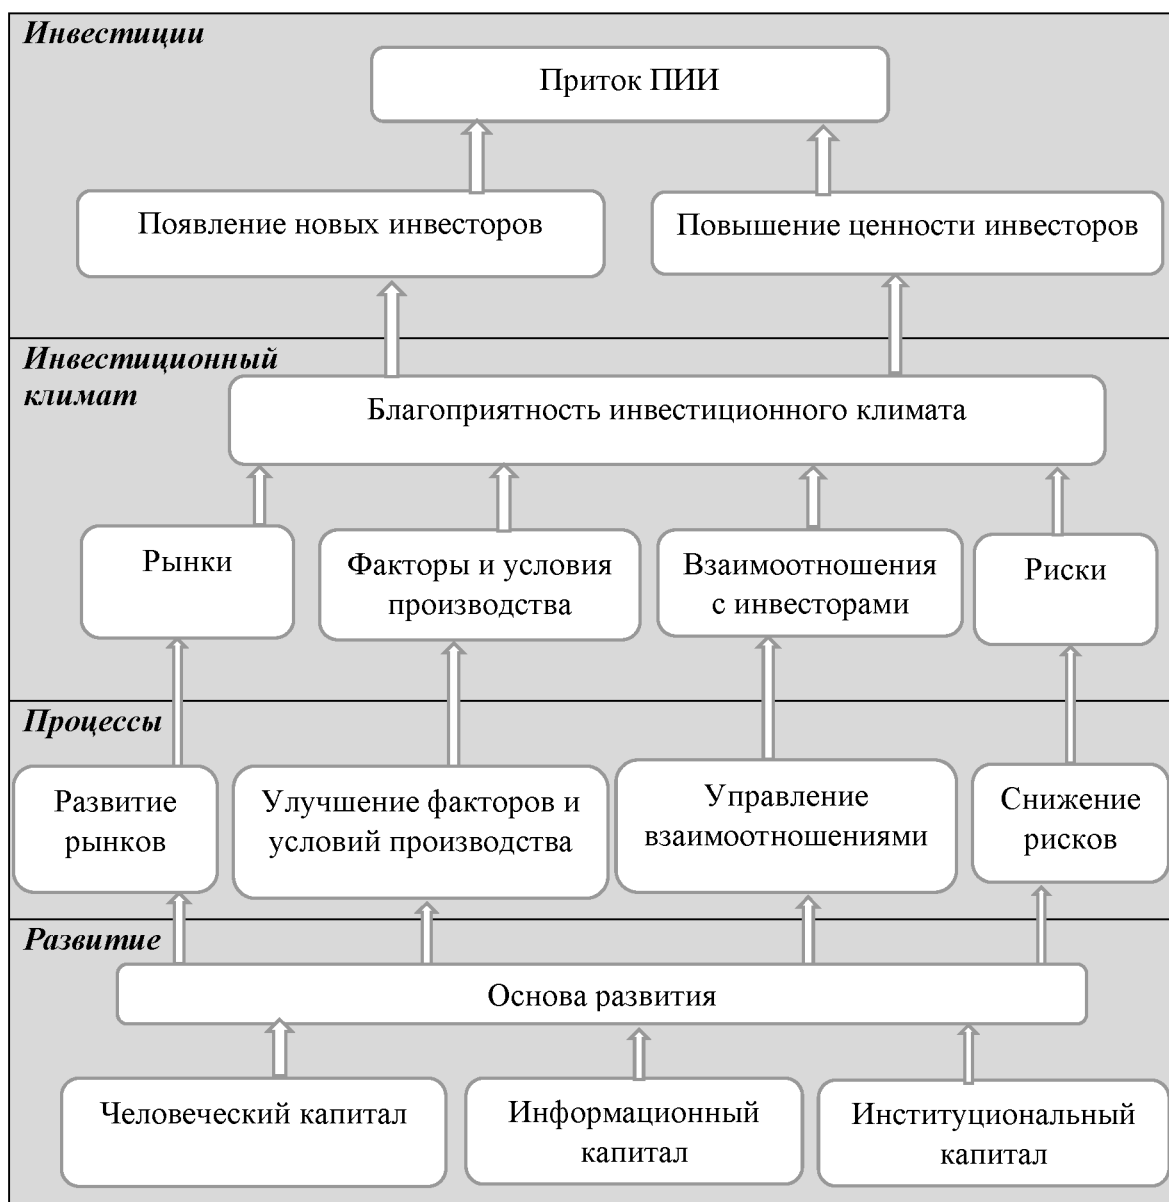 Инвестиции
Приток ПИИ
Появление новых инвесторов
Повышение ценности инвесторов
Инвестиционный
климат
Благоприятность инвестиционного климата
Рынки
Факторы и условия
производства
Взаимоотношения
с инвесторами
Риски
Процессы
Развитие
рынков
Улучшение факторов и
условий производства
Управление
взаимоотношениями
Снижение
рисков
Развитие
Основа развития
Человеческий капитал
Информационный
капитал
Институциональный
капитал